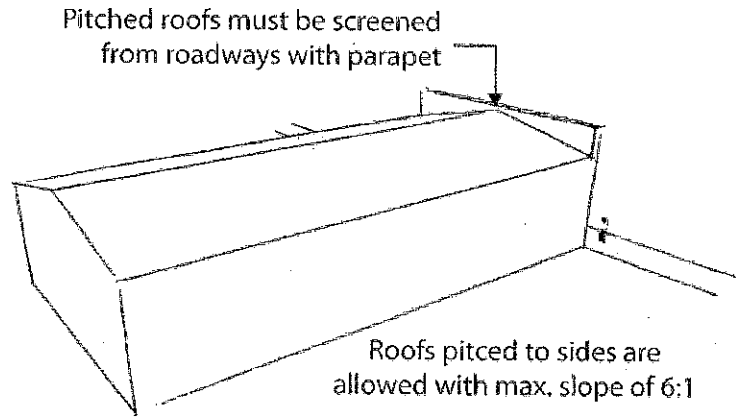 Pitched roofs must be screened
from roadways with parapet
Roofs pitced to sides are
allowed with max. slope of 6:1